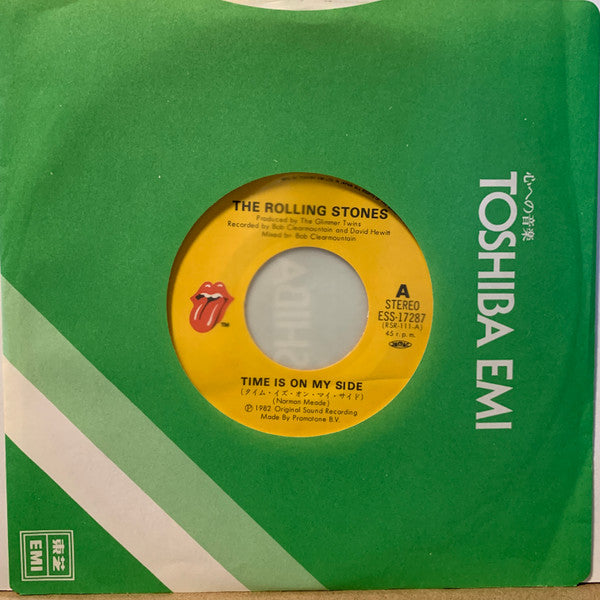 THE ROLLING STONES
Produced by The Glimmer Twins
Recorded by Bob Clearmountain and David Hewitt
Mixed by Bob Clearmountain
A
STEREO
ESS-17287
(RSR-111-A)
45 r.p.m.
TM
TIME IS ON MY SIDE
(タイム・イズ・オン・マイ・サイド)
(Norman Meade)
Ⓟ 1982 Original Sound Recording
Made By Promotone B.V.
心への音楽
TOSHIBA EMI
東芝
EMI